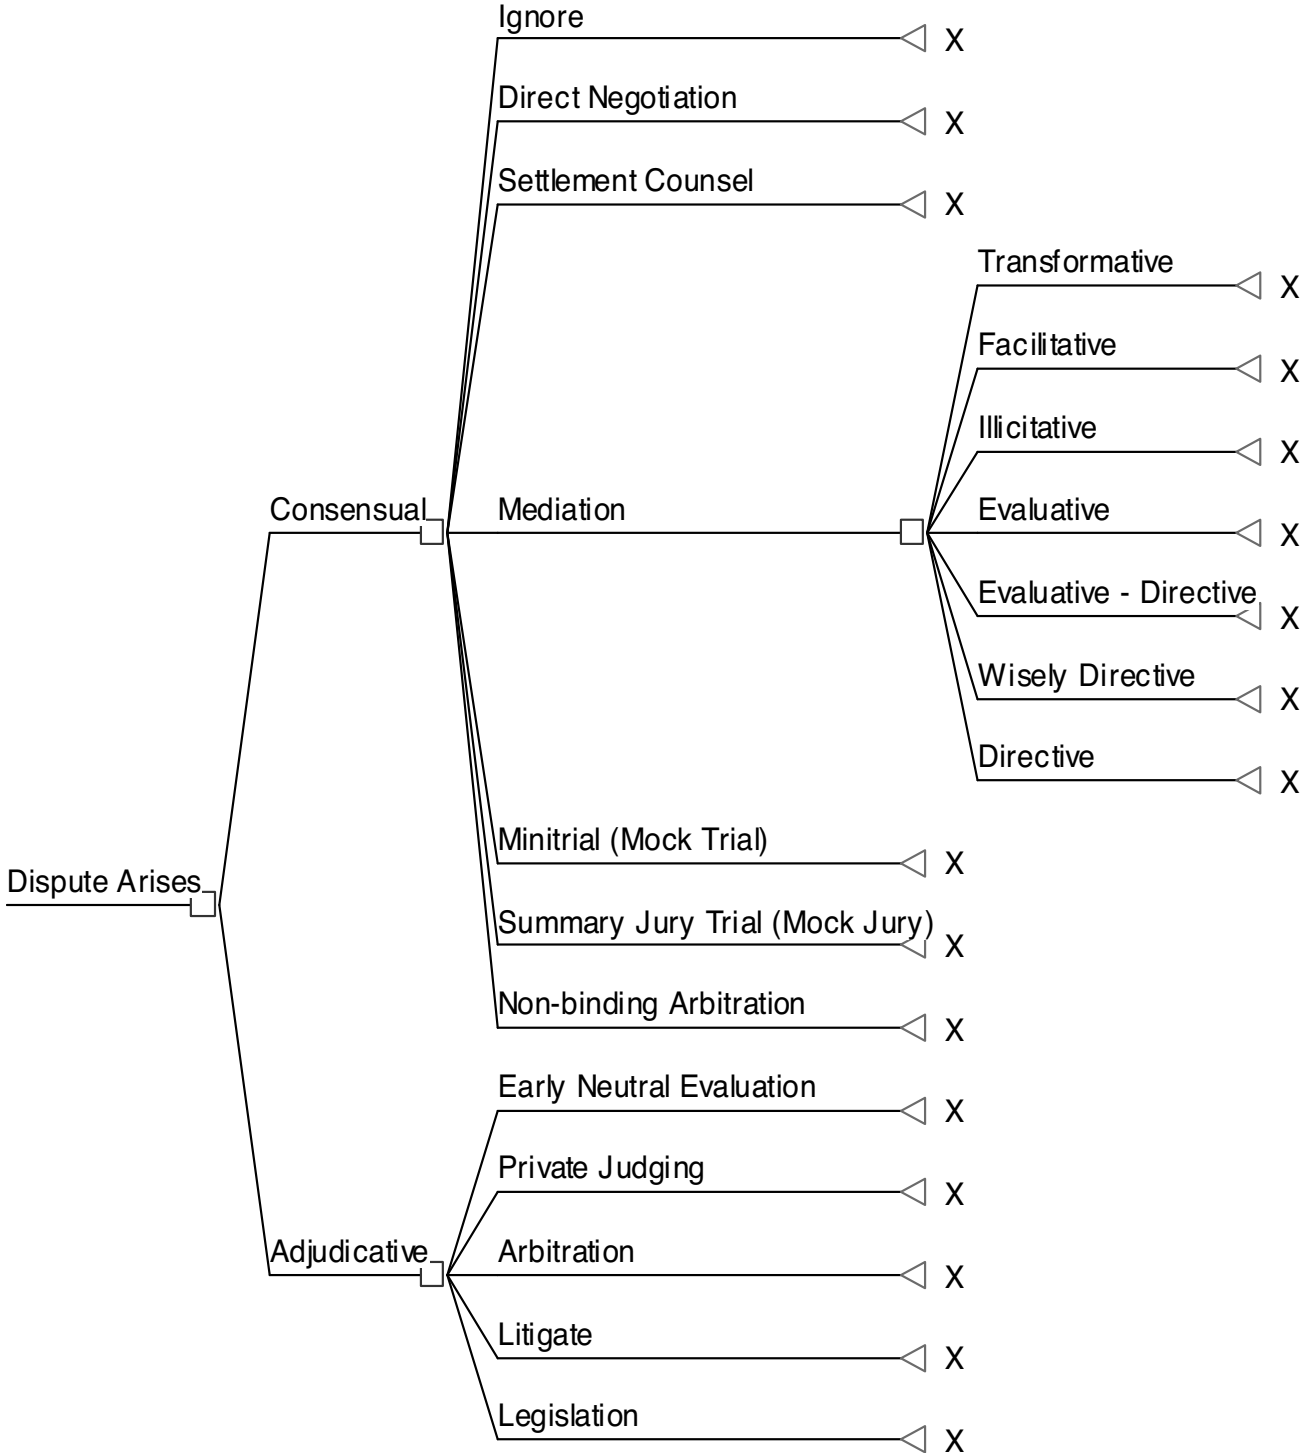 Ignore X
Direct Negotiation X
Settlement Counsel X
Transformative X
Facilitative X
Illicitative X
Consensual Mediation Evaluative X
Evaluative - Directive X
Wisely Directive X
Directive X
Minitrial (Mock Trial) X
Dispute Arises
Summary Jury Trial (Mock Jury) X
Non-binding Arbitration X
Early Neutral Evaluation X
Private Judging X
Adjudicative Arbitration X
Litigate X
Legislation X